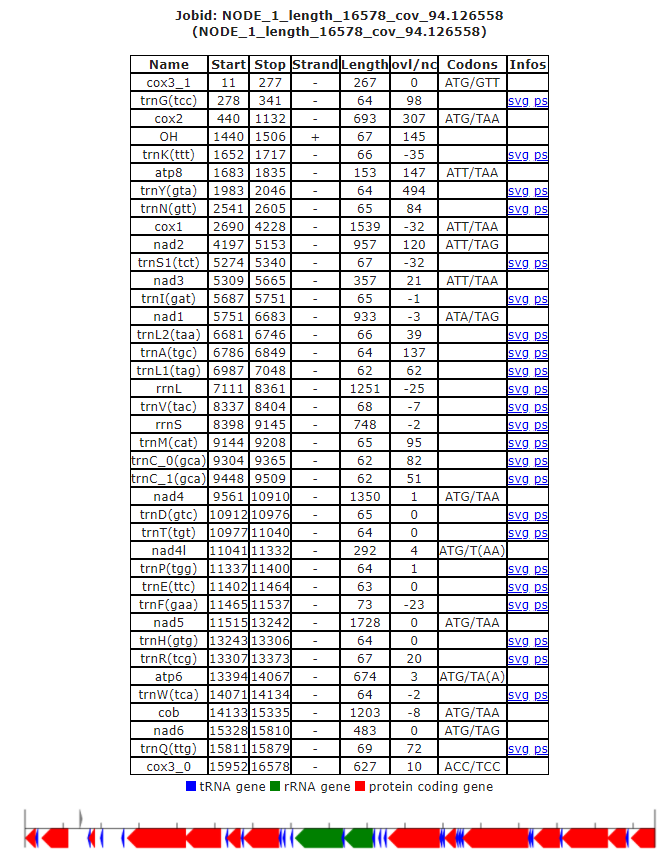 Jobid: NODE_1_length_16578_cov_94.126558
(NODE_1_length_16578_cov_94.126558)
Name Start Stop Strand Length ovl/nc Codons Infos
cox3_1 11 277 - 267 0 ATG/GTT
trnG(tcc) 278 341 - 64 98 svg ps
cox2 440 1132 - 693 307 ATG/TAA
OH 1440 1506 + 67 145
trnK(ttt) 1652 1717 - 66 -35 svg ps
atp8 1683 1835 - 153 147 ATT/TAA
trnY(gta) 1983 2046 - 64 494 svg ps
trnN(gtt) 2541 2605 - 65 84 svg ps
cox1 2690 4228 - 1539 -32 ATT/TAA
nad2 4197 5153 - 957 120 ATT/TAG
trnS1(tct) 5274 5340 - 67 -32 svg ps
nad3 5309 5665 - 357 21 ATT/TAA
trnI(gat) 5687 5751 - 65 -1 svg ps
nad1 5751 6683 - 933 -3 ATA/TAG
trnL2(taa) 6681 6746 - 66 39 svg ps
trnA(tgc) 6786 6849 - 64 137 svg ps
trnL1(tag) 6987 7048 - 62 62 svg ps
rrnL 7111 8361 - 1251 -25 svg ps
trnV(tac) 8337 8404 - 68 -7 svg ps
rrnS 8398 9145 - 748 -2 svg ps
trnM(cat) 9144 9208 - 65 95 svg ps
trnC_0(gca) 9304 9365 - 62 82 svg ps
trnC_1(gca) 9448 9509 - 62 51 svg ps
nad4 9561 10910 - 1350 1 ATG/TAA
trnD(gtc) 10912 10976 - 65 0 svg ps
trnT(tgt) 10977 11040 - 64 0 svg ps
nad4l 11041 11332 - 292 4 ATG/T(AA)
trnP(tgg) 11337 11400 - 64 1 svg ps
trnE(ttc) 11402 11464 - 63 0 svg ps
trnF(gaa) 11465 11537 - 73 -23 svg ps
nad5 11515 13242 - 1728 0 ATG/TAA
trnH(gtg) 13243 13306 - 64 0 svg ps
trnR(tcg) 13307 13373 - 67 20 svg ps
atp6 13394 14067 - 674 3 ATG/TA(A)
trnW(tca) 14071 14134 - 64 -2 svg ps
cob 14133 15335 - 1203 -8 ATG/TAA
nad6 15328 15810 - 483 0 ATG/TAG
trnQ(ttg) 15811 15879 - 69 72 svg ps
cox3_0 15952 16578 - 627 10 ACC/TCC
tRNA gene rRNA gene protein coding gene